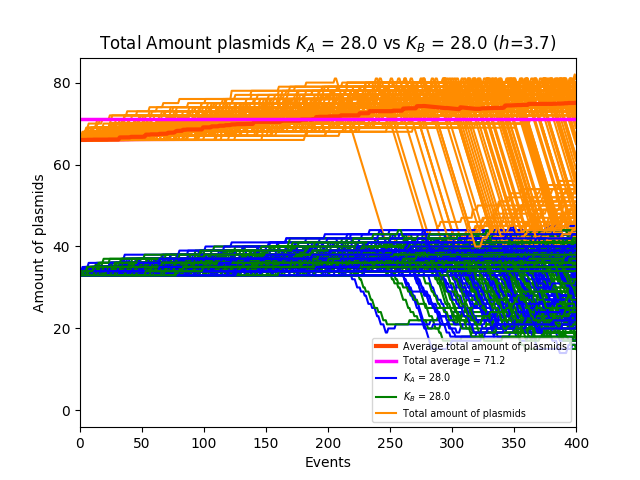 Total Amount plasmids K_A = 28.0 vs K_B = 28.0 (h=3.7)
80
60
40
20
0
Amount of plasmids
Average total amount of plasmids
Total average = 71.2
K_A = 28.0
K_B = 28.0
Total amount of plasmids
0 50 100 150 200 250 300 350 400
Events